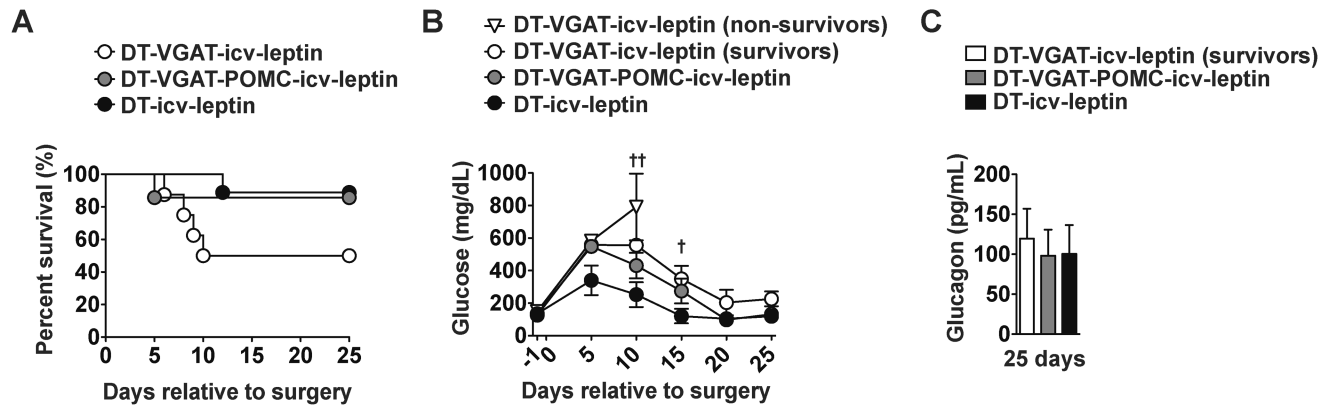 A
DT-VGAT-icv-leptin
DT-VGAT-POMC-icv-leptin
DT-icv-leptin
Percent survival (%)
100
80
60
40
20
0
0 5 10 15 20 25
Days relative to surgery
B
DT-VGAT-icv-leptin (non-survivors)
DT-VGAT-icv-leptin (survivors)
DT-VGAT-POMC-icv-leptin
DT-icv-leptin
Glucose (mg/dL)
1000
800
600
400
200
0
††
†
-1 0 5 10 15 20 25
Days relative to surgery
C
DT-VGAT-icv-leptin (survivors)
DT-VGAT-POMC-icv-leptin
DT-icv-leptin
Glucagon (pg/mL)
200
150
100
50
0
25 days